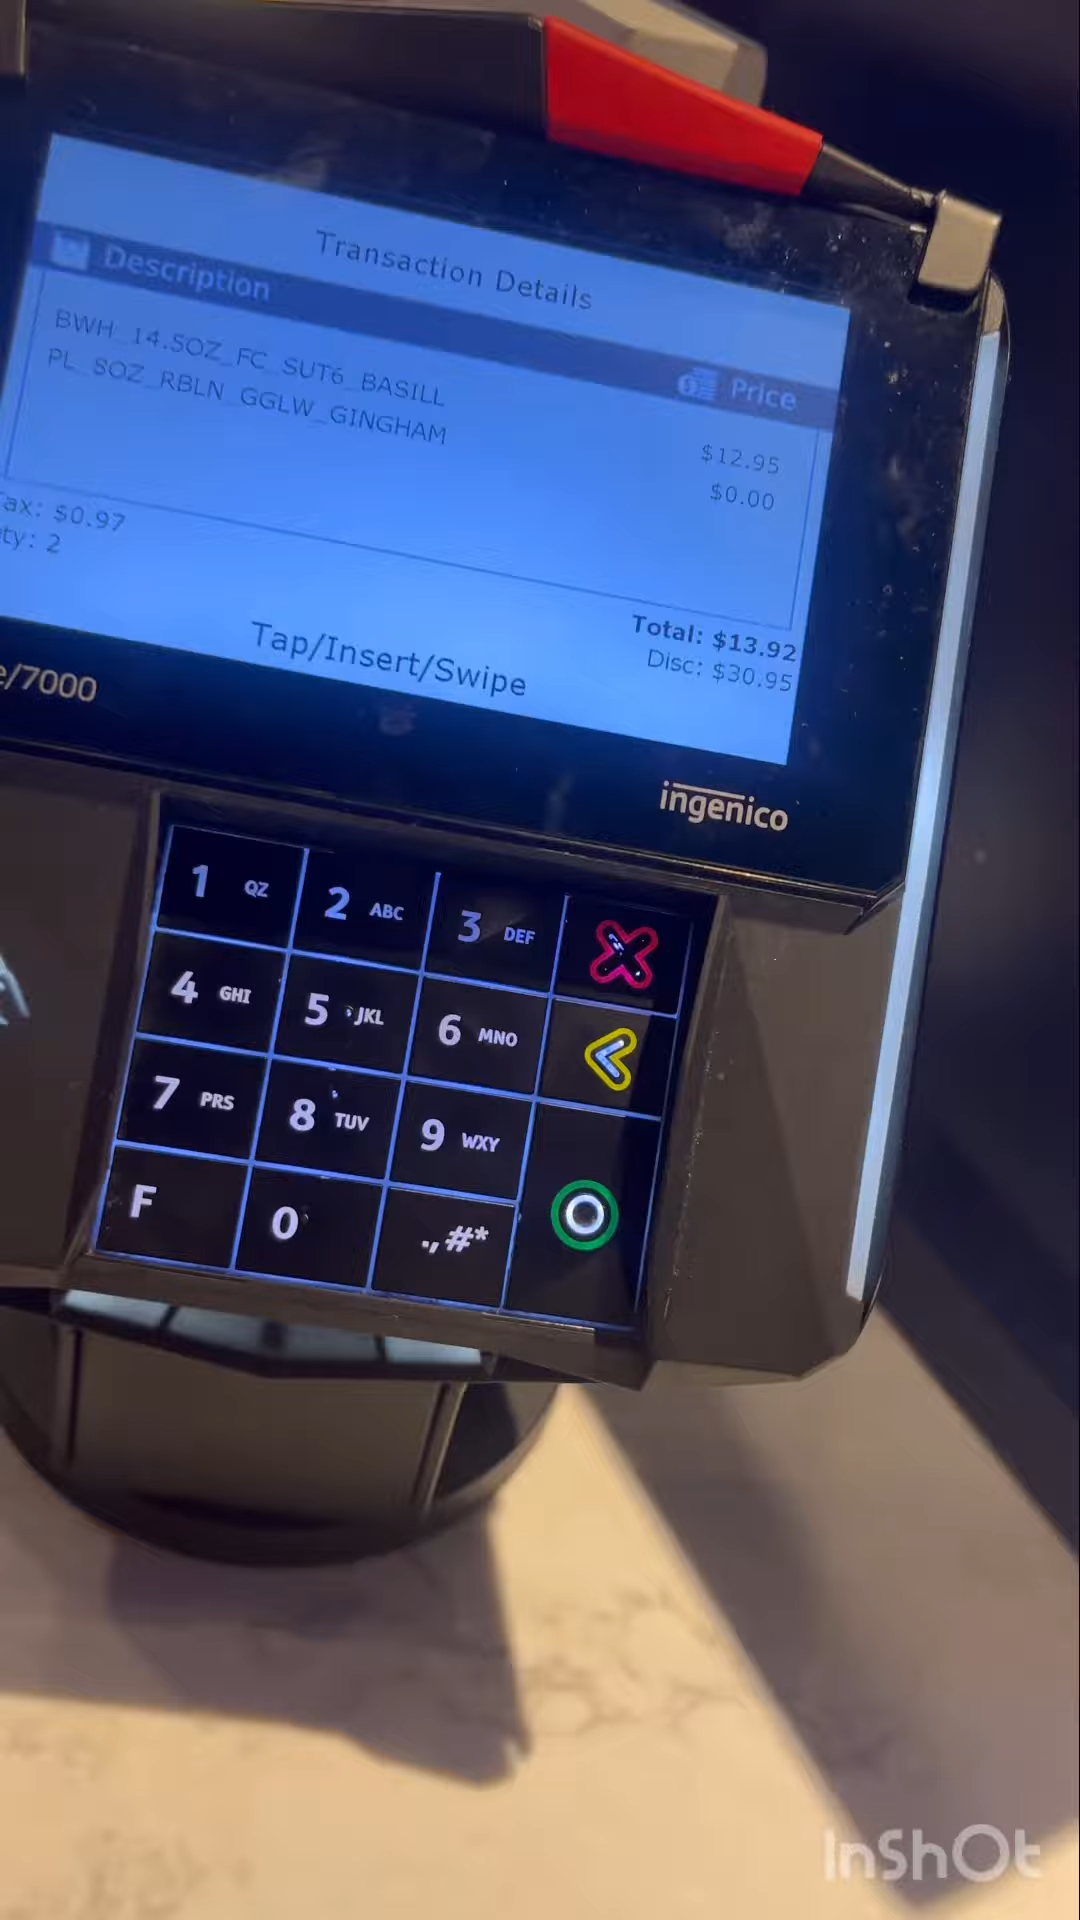 Transaction Details
Description Price
BWH_14.5OZ_FC_SUT6_BASILL $12.95
PL_SOZ_RBLN_GGLW_GINGHAM $0.00
ax: $0.97
ty: 2
Total: $13.92
Disc: $30.95
Tap/Insert/Swipe
e/7000
ingenico
1 QZ 2 ABC 3 DEF
4 GHI 5 JKL 6 MNO
7 PRS 8 TUV 9 WXY
F 0 .,#*
InShOt